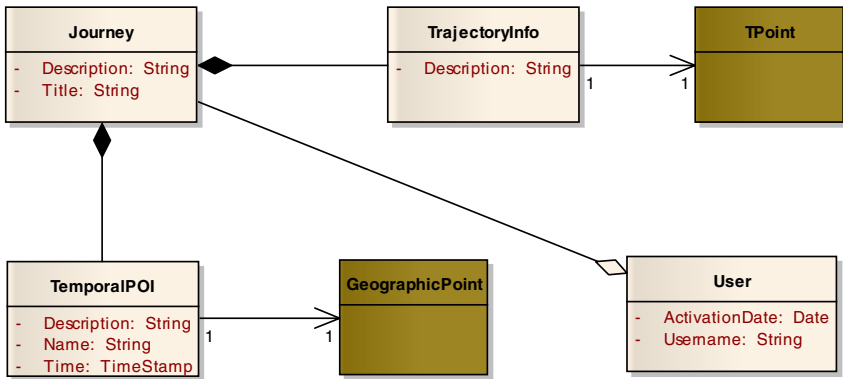 Journey
- Description: String
- Title: String
TrajectoryInfo
- Description: String
1
1
TPoint
TemporalPOI
- Description: String
- Name: String
- Time: TimeStamp
1
1
GeographicPoint
User
- ActivationDate: Date
- Username: String